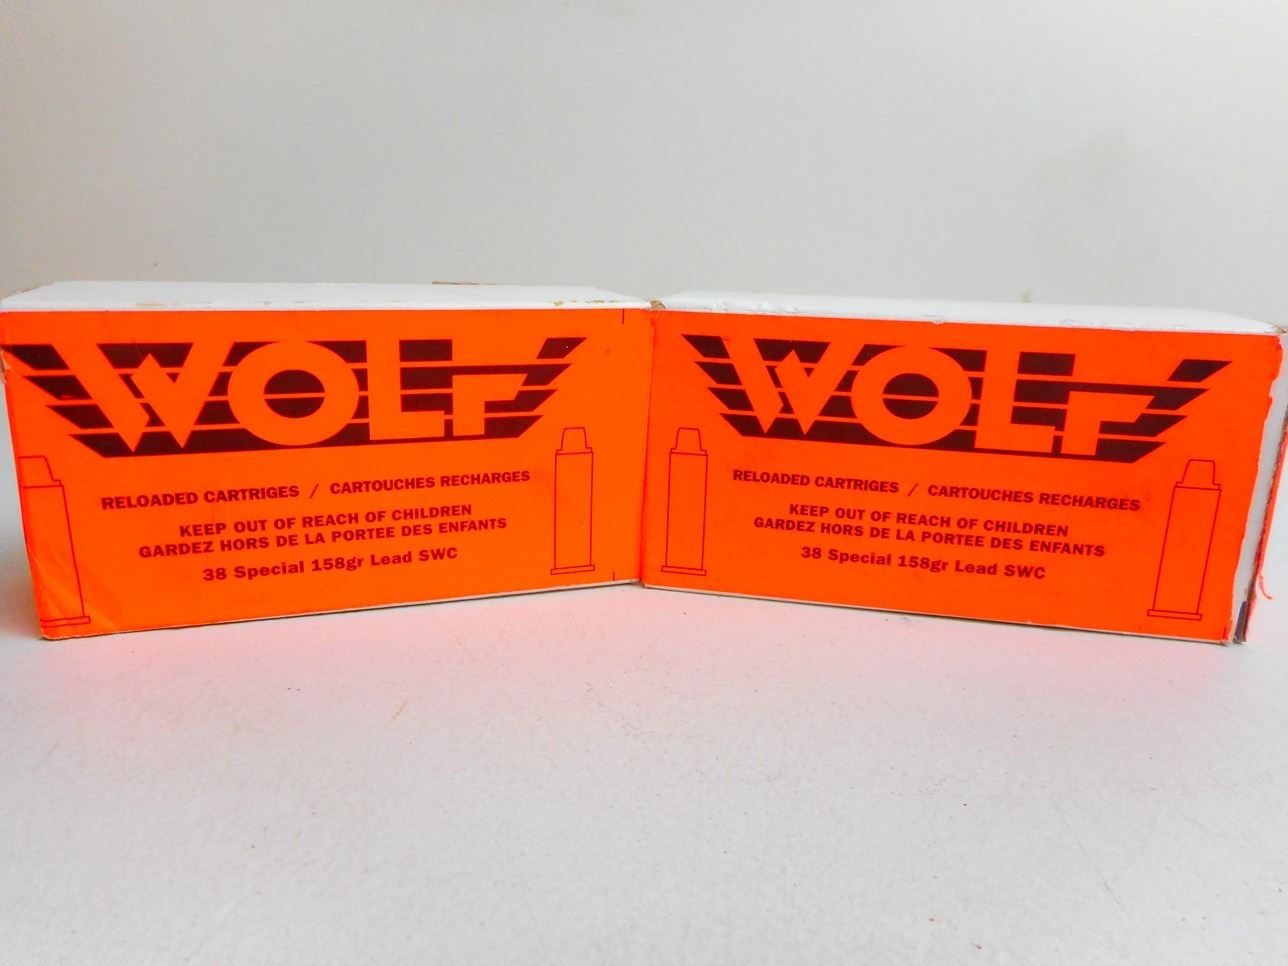 WOLF
RELOADED CARTRIGES / CARTOUCHES RECHARGES
KEEP OUT OF REACH OF CHILDREN
GARDEZ HORS DE LA PORTEE DES ENFANTS
38 Special 158gr Lead SWC
WOLF
RELOADED CARTRIGES / CARTOUCHES RECHARGES
KEEP OUT OF REACH OF CHILDREN
GARDEZ HORS DE LA PORTEE DES ENFANTS
38 Special 158gr Lead SWC